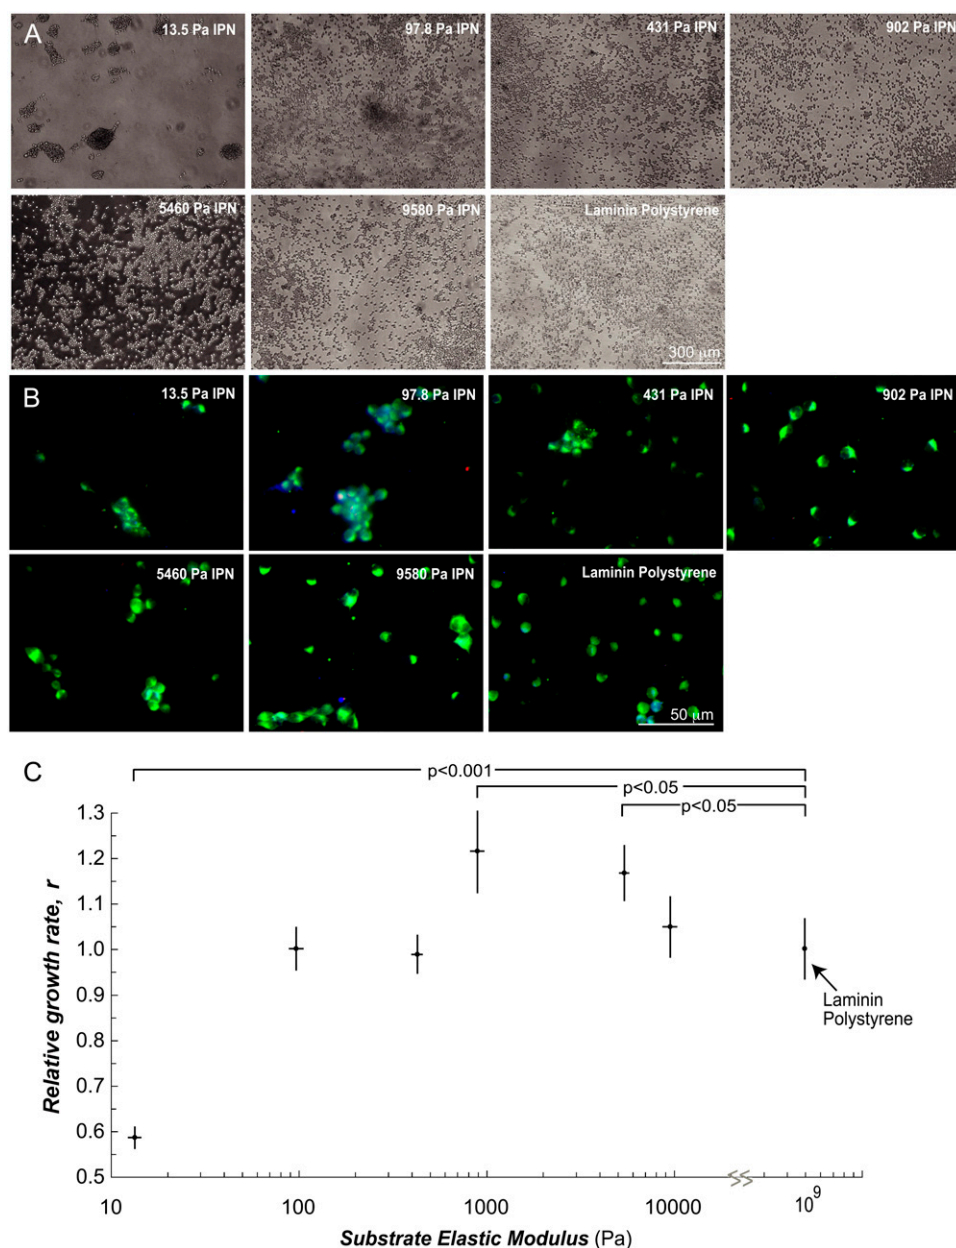 A
13.5 Pa IPN
97.8 Pa IPN
431 Pa IPN
902 Pa IPN
5460 Pa IPN
9580 Pa IPN
Laminin Polystyrene
300 μm
B
13.5 Pa IPN
97.8 Pa IPN
431 Pa IPN
902 Pa IPN
5460 Pa IPN
9580 Pa IPN
Laminin Polystyrene
50 μm
C
p<0.001
p<0.05
p<0.05
1.3
1.2
1.1
1.0
0.9
0.8
0.7
0.6
0.5
Relative growth rate, r
Laminin
Polystyrene
10
100
1000
10000
10⁹
Substrate Elastic Modulus (Pa)